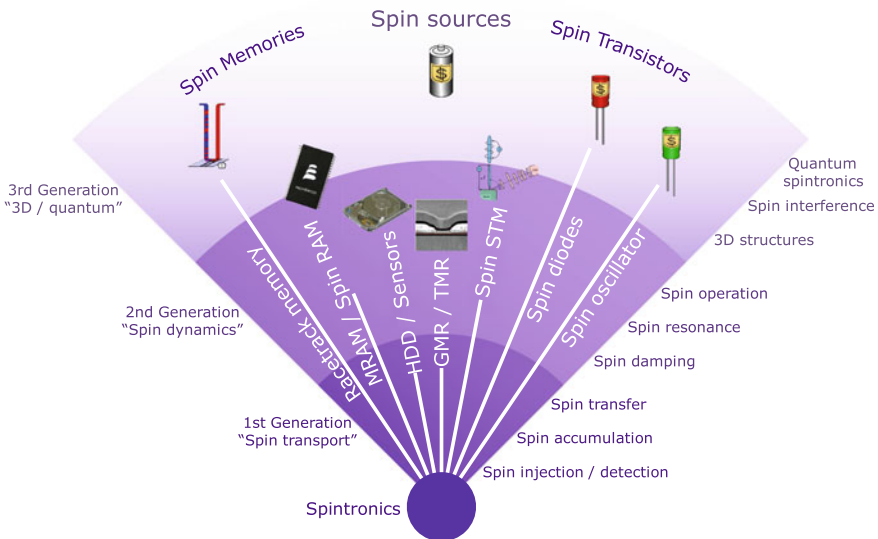 Spin sources
Spin Memories
Spin Transistors
3rd Generation
“3D / quantum”
2nd Generation
“Spin dynamics”
1st Generation
“Spin transport”
Spintronics
Racetrack memory
MRAM / Spin RAM
HDD / Sensors
GMR / TMR
Spin STM
Spin diodes
Spin oscillator
Quantum
spintronics
Spin interference
3D structures
Spin operation
Spin resonance
Spin damping
Spin transfer
Spin accumulation
Spin injection / detection
$
$
$